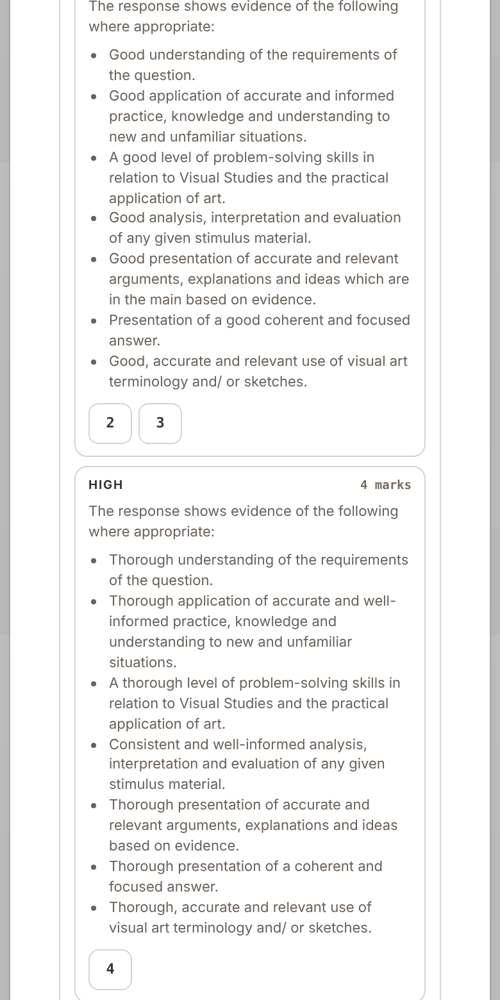 The response shows evidence of the following
where appropriate:
• Good understanding of the requirements of
the question.
• Good application of accurate and informed
practice, knowledge and understanding to
new and unfamiliar situations.
• A good level of problem-solving skills in
relation to Visual Studies and the practical
application of art.
• Good analysis, interpretation and evaluation
of any given stimulus material.
• Good presentation of accurate and relevant
arguments, explanations and ideas which are
in the main based on evidence.
• Presentation of a good coherent and focused
answer.
• Good, accurate and relevant use of visual art
terminology and/ or sketches.
2 3
HIGH 4 marks
The response shows evidence of the following
where appropriate:
• Thorough understanding of the requirements
of the question.
• Thorough application of accurate and well-
informed practice, knowledge and
understanding to new and unfamiliar
situations.
• A thorough level of problem-solving skills in
relation to Visual Studies and the practical
application of art.
• Consistent and well-informed analysis,
interpretation and evaluation of any given
stimulus material.
• Thorough presentation of accurate and
relevant arguments, explanations and ideas
based on evidence.
• Thorough presentation of a coherent and
focused answer.
• Thorough, accurate and relevant use of
visual art terminology and/ or sketches.
4